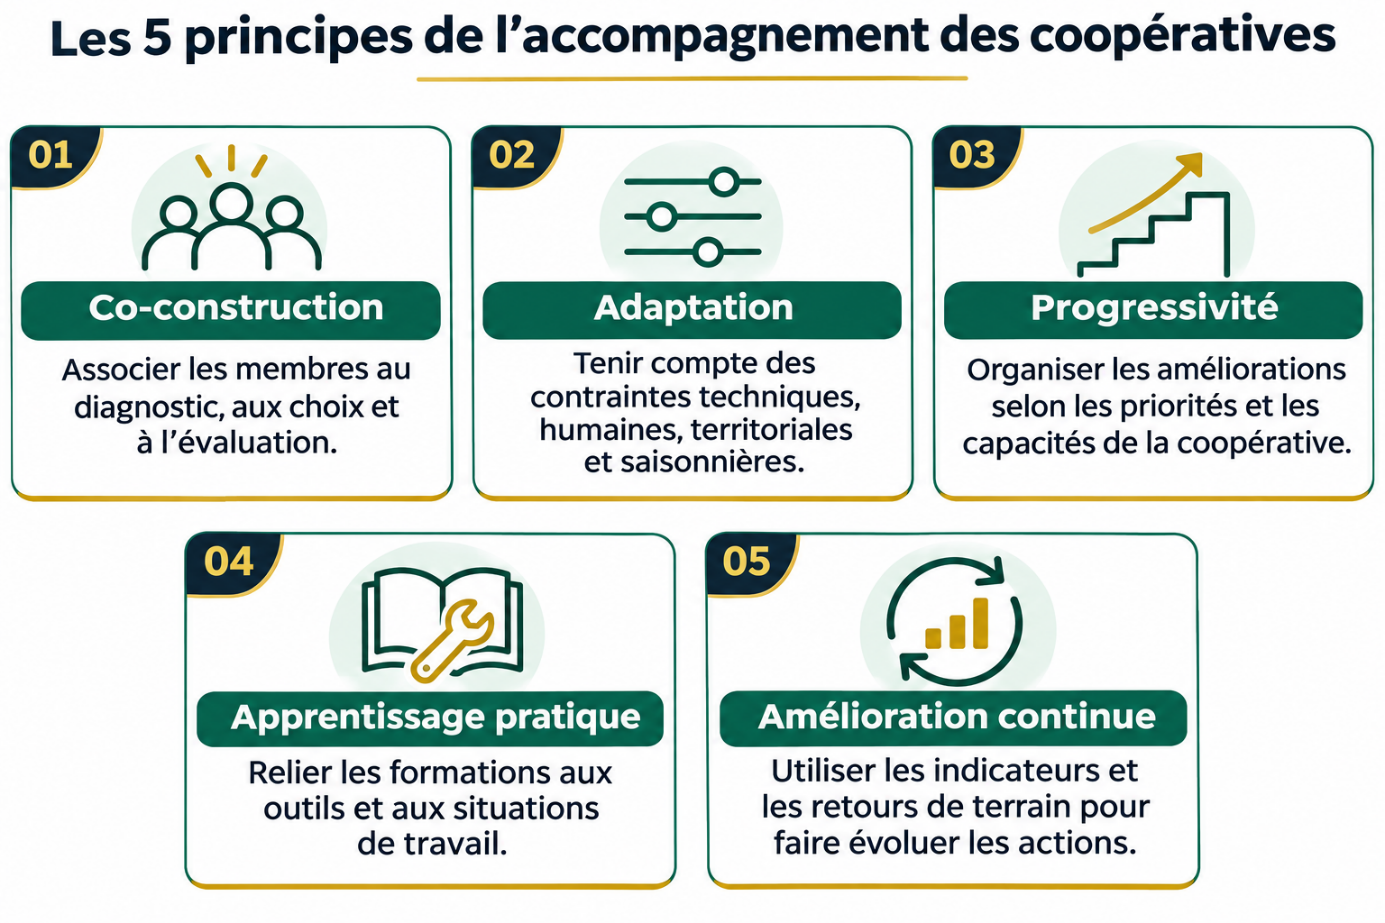 Les 5 principes de l’accompagnement des coopératives
01
Co-construction
Associer les membres au
diagnostic, aux choix et
à l’évaluation.
02
Adaptation
Tenir compte des
contraintes techniques,
humaines, territoriales
et saisonnières.
03
Progressivité
Organiser les améliorations
selon les priorités et les
capacités de la coopérative.
04
Apprentissage pratique
Relier les formations aux
outils et aux situations
de travail.
05
Amélioration continue
Utiliser les indicateurs et
les retours de terrain pour
faire évoluer les actions.